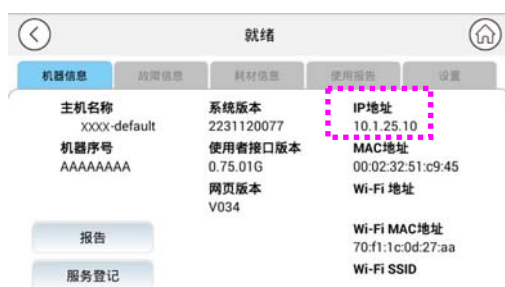 就绪
机器信息 故障信息 耗材信息 使用报告 设置
主机名称
XXXX-default
机器序号
AAAAAAAA
系统版本
2231120077
使用者接口版本
0.75.01G
网页版本
V034
IP地址
10.1.25.10
MAC地址
00:02:32:51:c9:45
Wi-Fi 地址
Wi-Fi MAC地址
70:f1:1c:0d:27:aa
Wi-Fi SSID
报告
服务登记